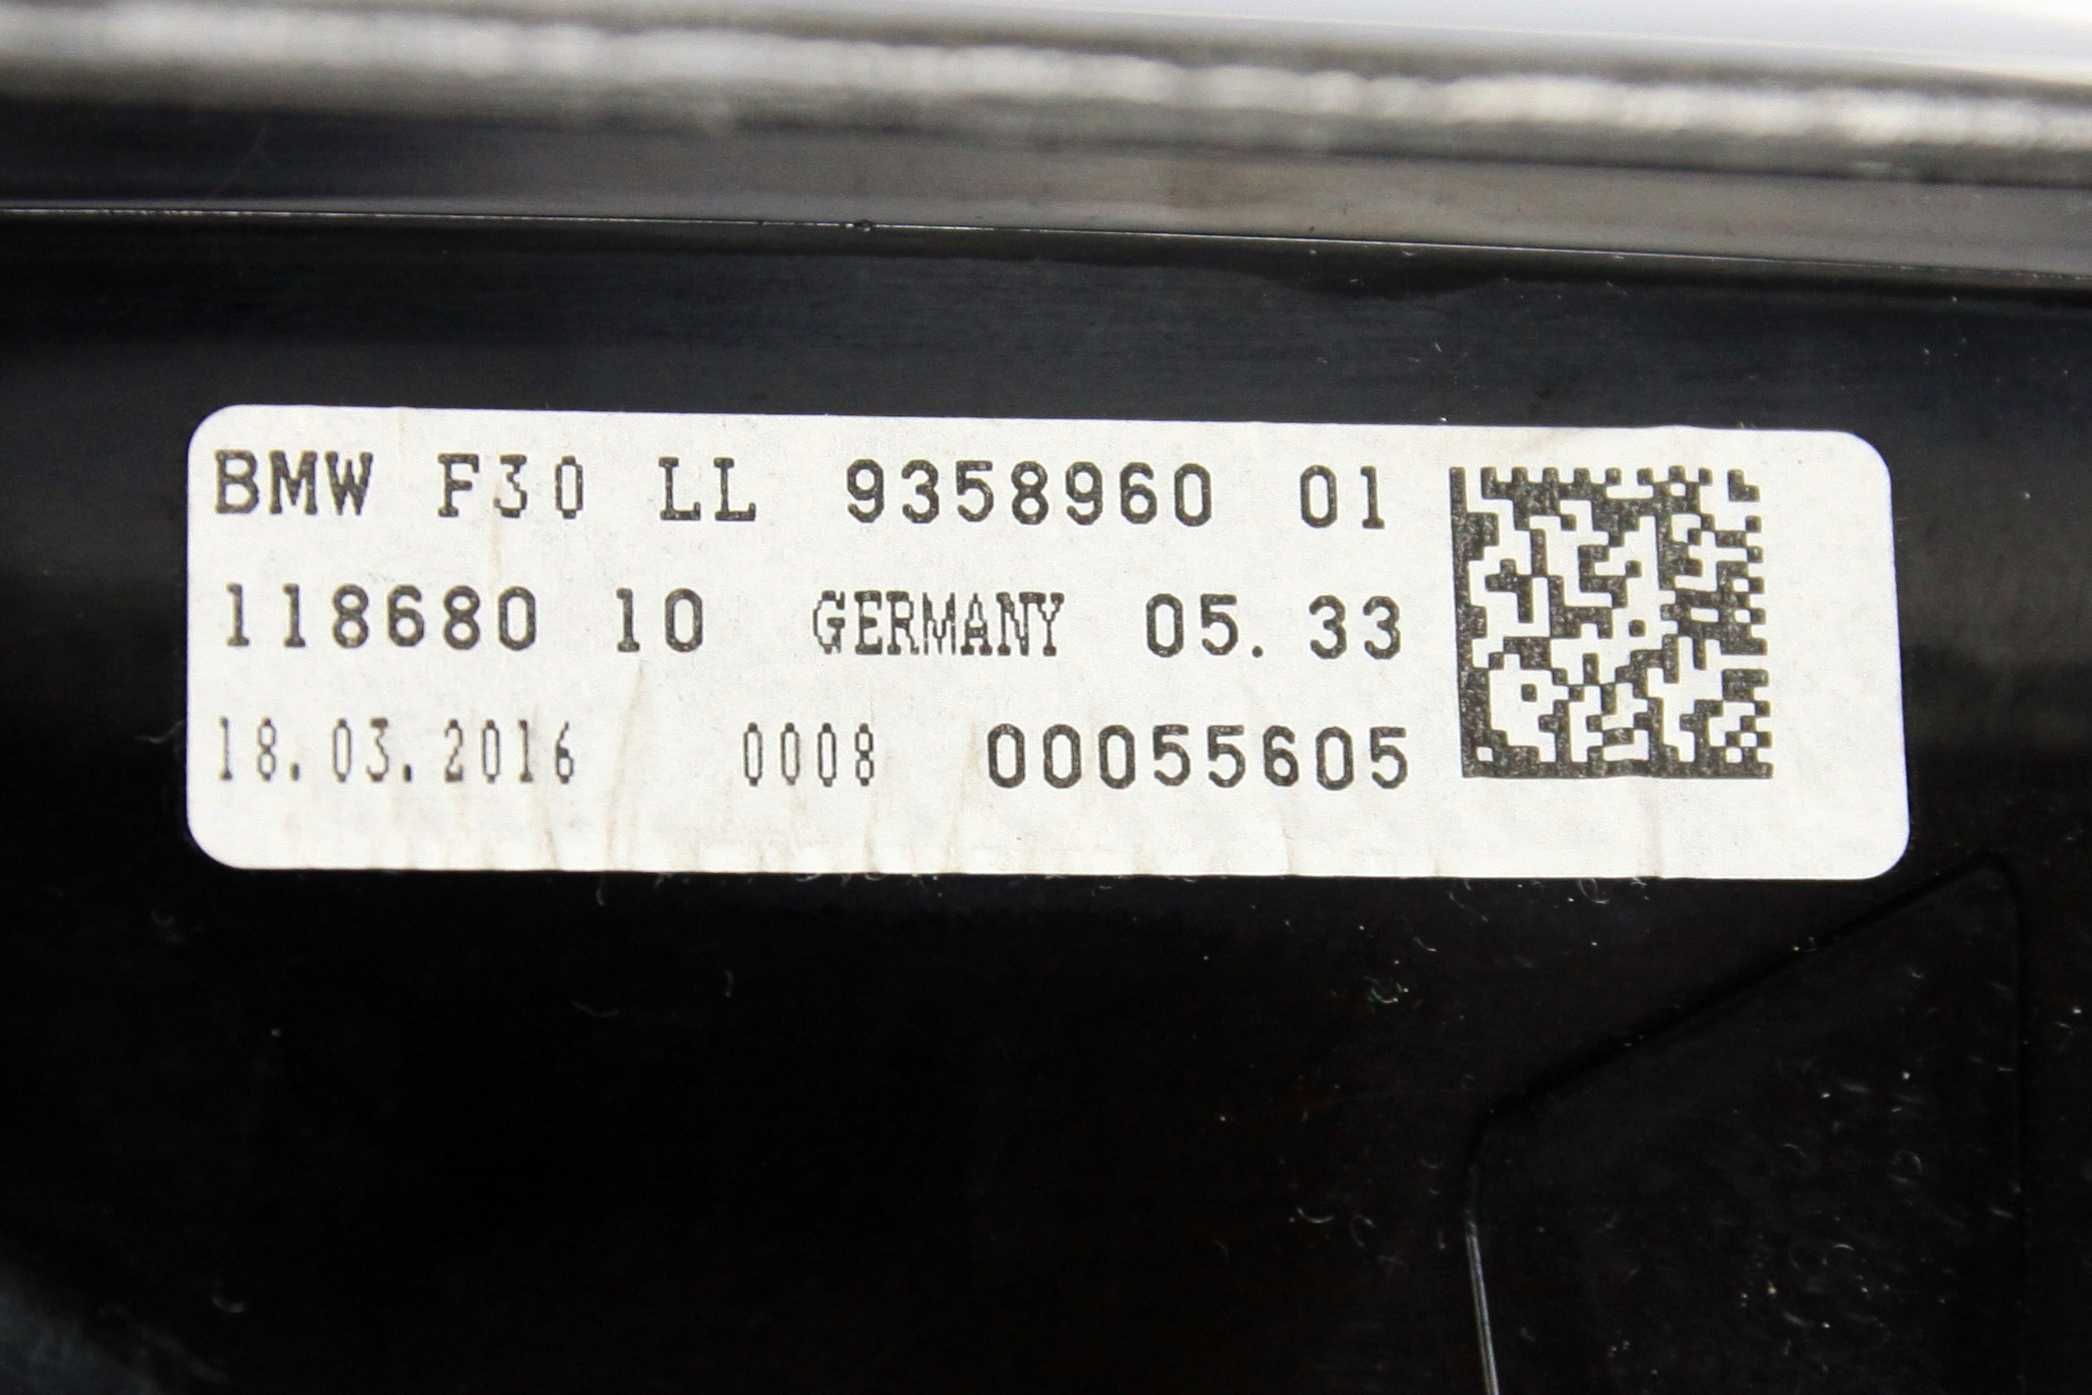 BMW F30 LL 9358960 01
118680 10 GERMANY 05. 33
18.03.2016 0008 00055605